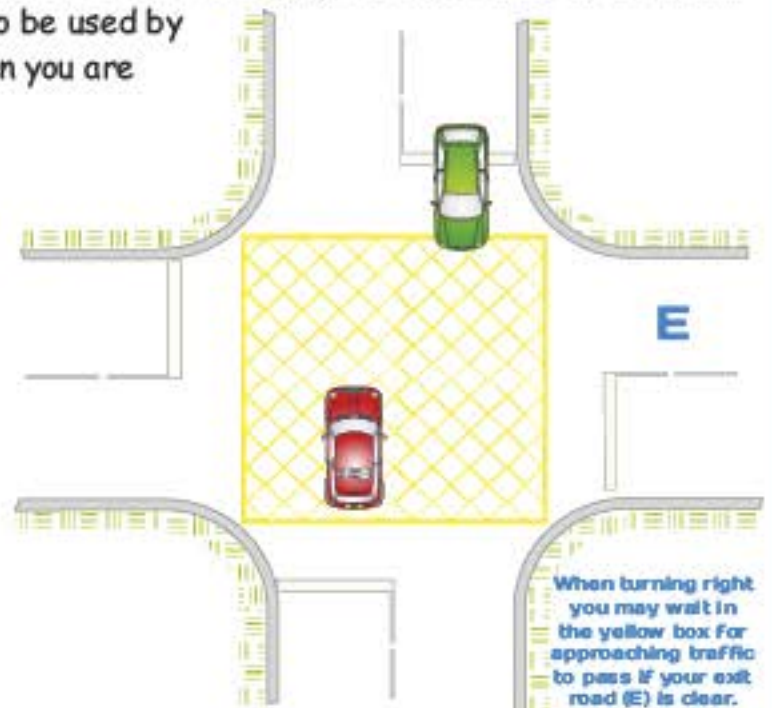 o be used by
n you are
E
When turning right
you may wait in
the yellow box for
approaching traffic
to pass if your exit
road (E) is clear.